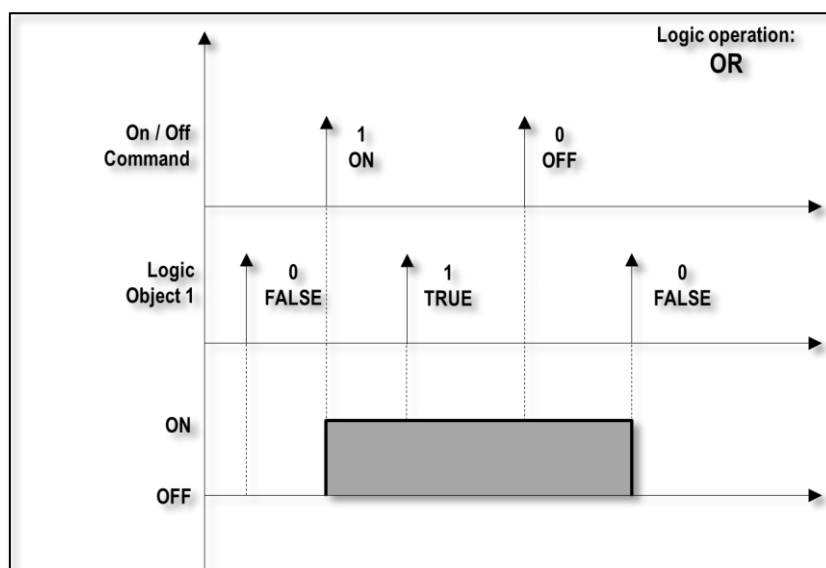 Logic operation:
OR
On / Off
Command
1
ON
0
OFF
Logic
Object 1
0
FALSE
1
TRUE
0
FALSE
ON
OFF